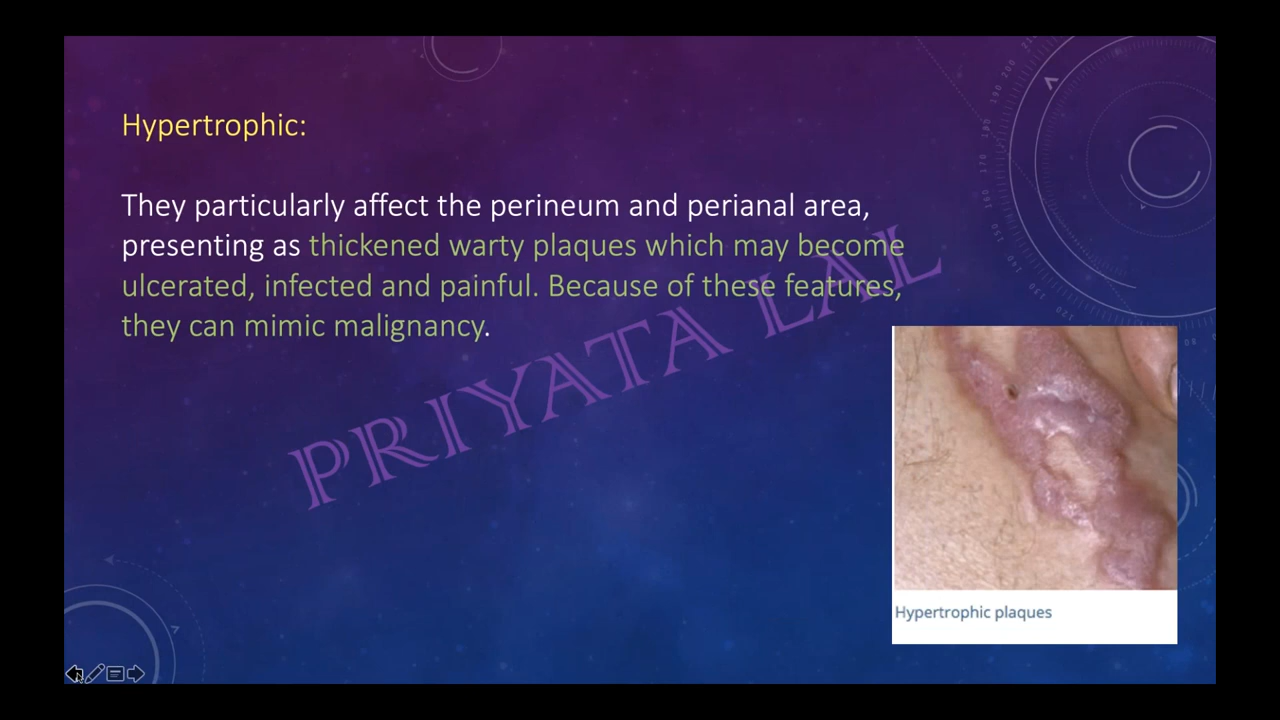 Hypertrophic:
They particularly affect the perineum and perianal area,
presenting as thickened warty plaques which may become
ulcerated, infected and painful. Because of these features,
they can mimic malignancy.
PRIYATA LAL
Hypertrophic plaques